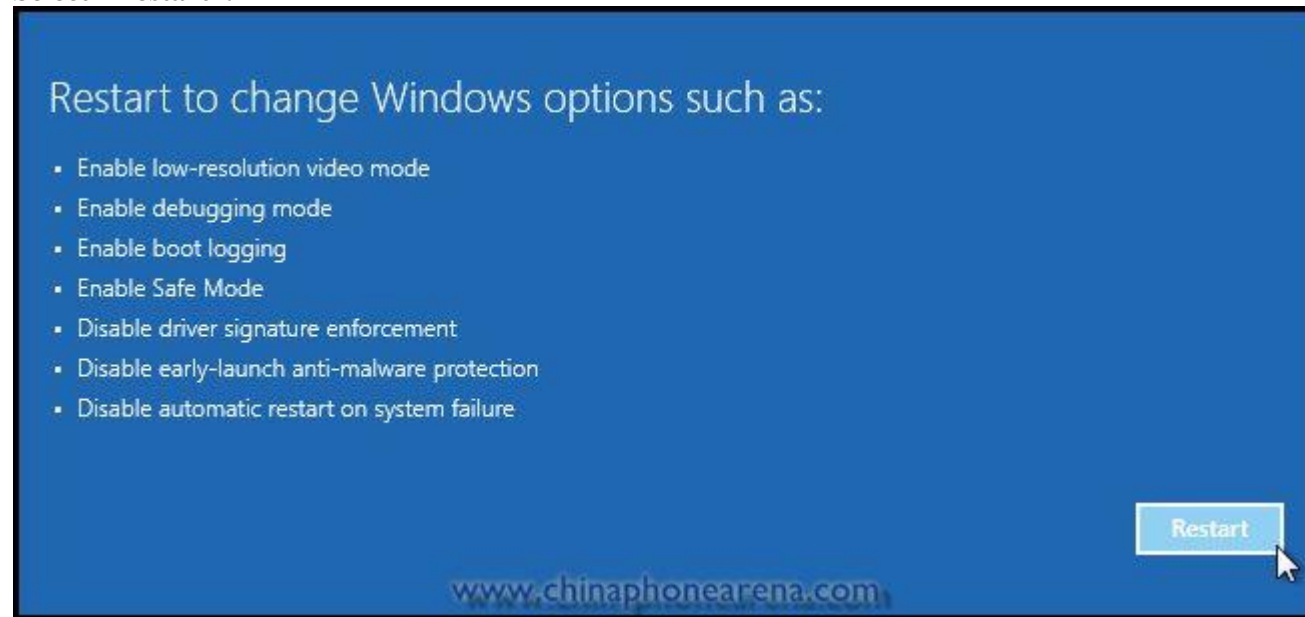 Restart to change Windows options such as:
▪ Enable low-resolution video mode
▪ Enable debugging mode
▪ Enable boot logging
▪ Enable Safe Mode
▪ Disable driver signature enforcement
▪ Disable early-launch anti-malware protection
▪ Disable automatic restart on system failure
Restart
www.chinaphonearena.com